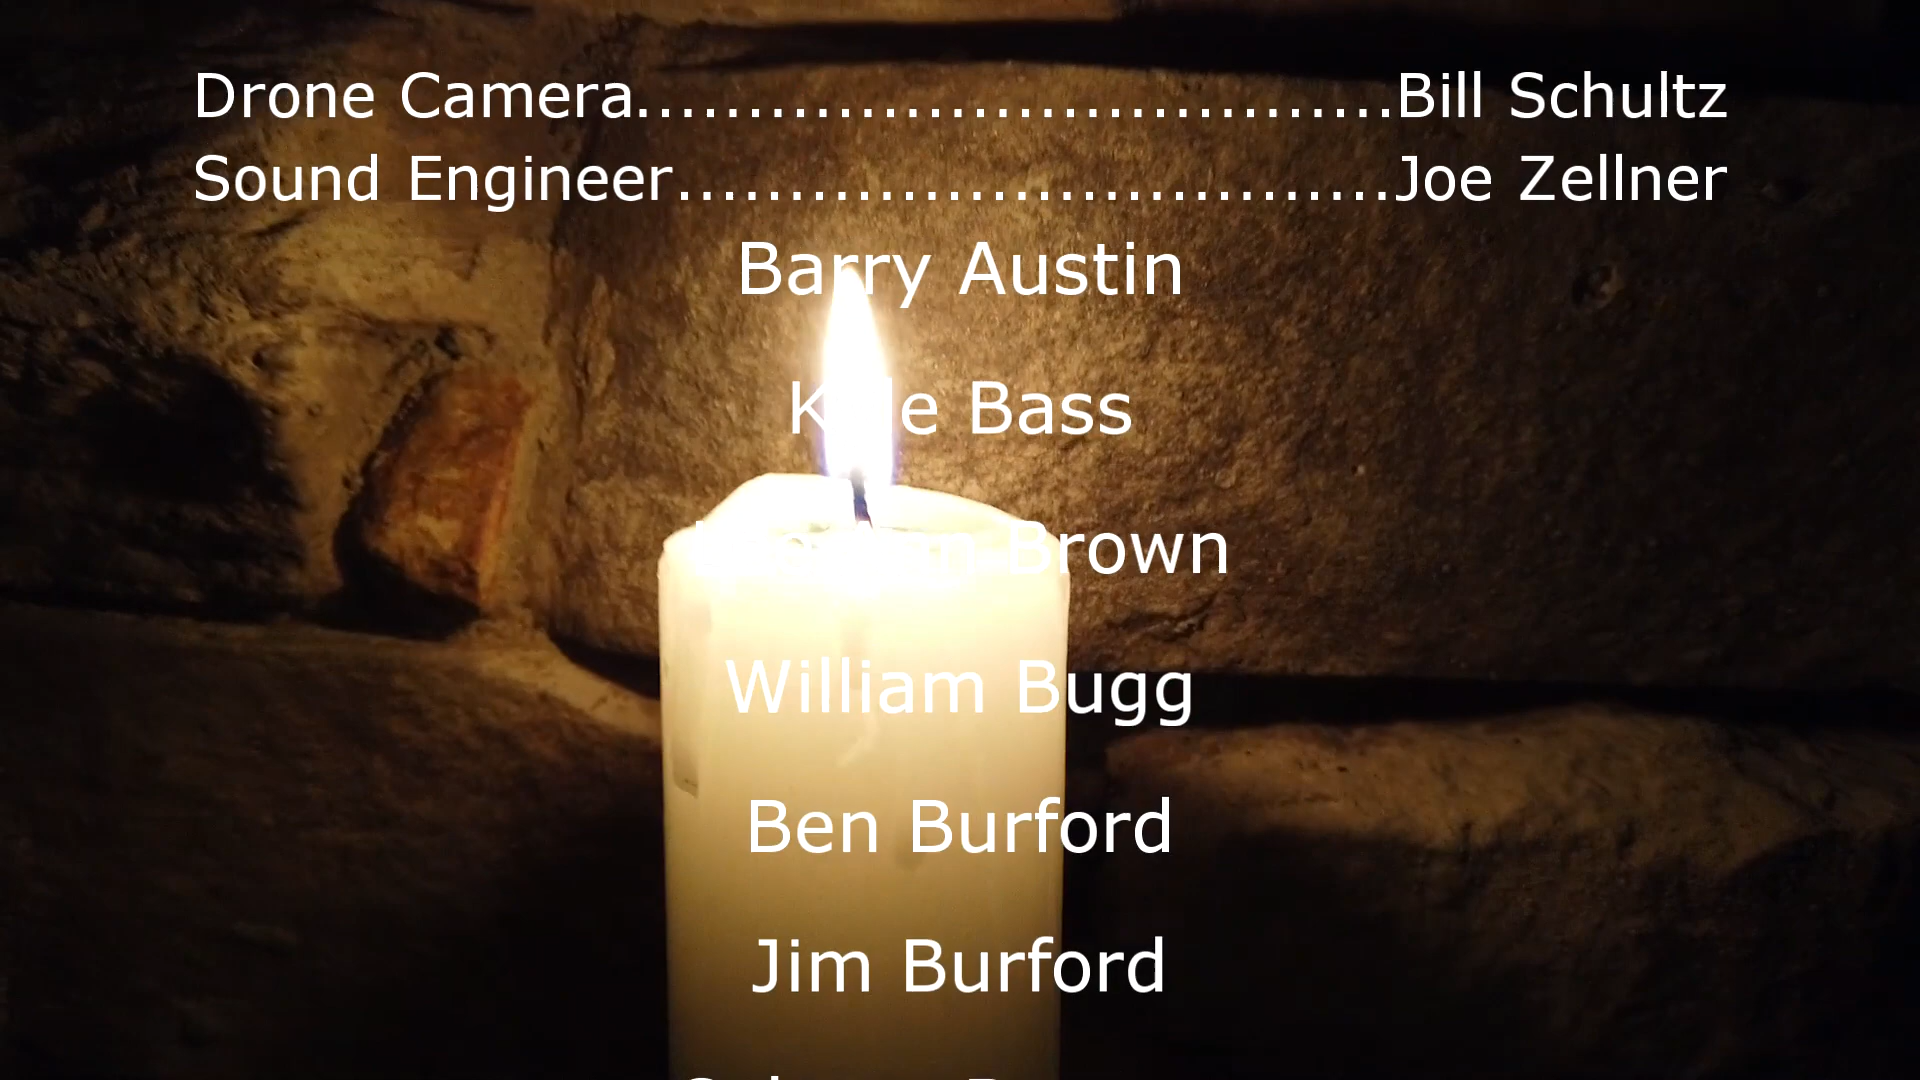 Drone Camera..................................Bill Schultz
Sound Engineer................................Joe Zellner
Barry Austin
Bass
Brown
William Bugg
Ben Burford
Jim Burford